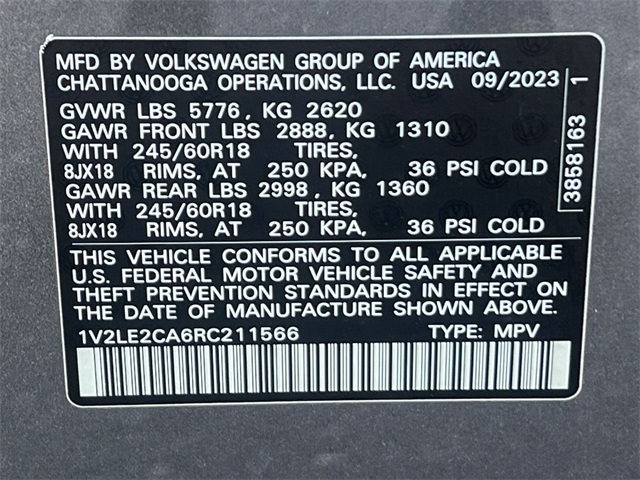 MFD BY VOLKSWAGEN GROUP OF AMERICA
CHATTANOOGA OPERATIONS, LLC. USA 09/2023
GVWR LBS 5776, KG 2620
GAWR FRONT LBS 2888, KG 1310
WITH 245/60R18 TIRES,
8JX18 RIMS, AT 250 KPA, 36 PSI COLD
GAWR REAR LBS 2998, KG 1360
WITH 245/60R18 TIRES,
8JX18 RIMS, AT 250 KPA, 36 PSI COLD
THIS VEHICLE CONFORMS TO ALL APPLICABLE
U.S. FEDERAL MOTOR VEHICLE SAFETY AND
THEFT PREVENTION STANDARDS IN EFFECT ON
THE DATE OF MANUFACTURE SHOWN ABOVE.
1V2LE2CA6RC211566 TYPE: MPV
3858163 1